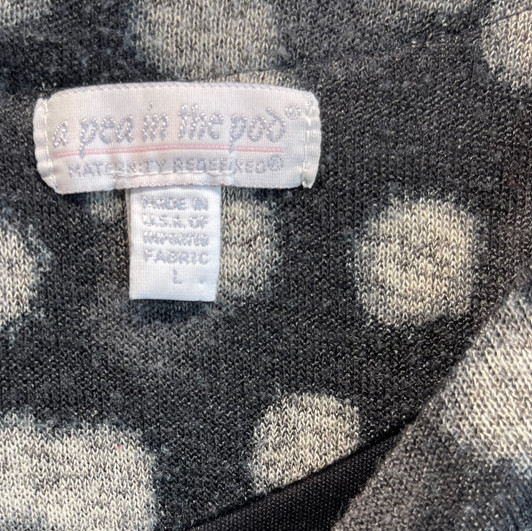 a pea in the pod®
MATERNITY REDEFINED®
MADE IN
U.S.A. OF
IMPORTED
FABRIC
L